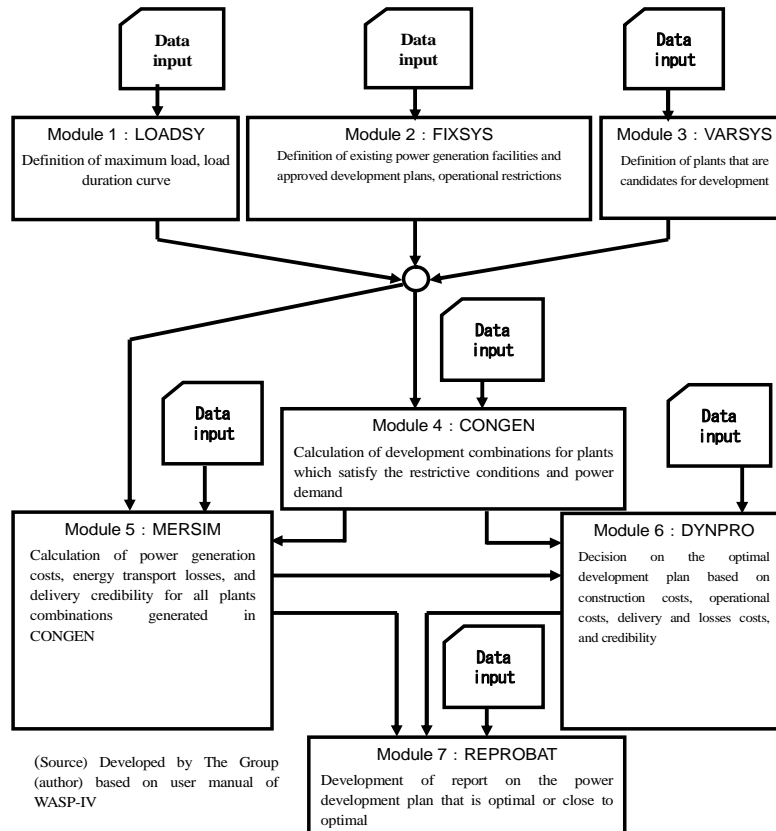 Data
input
Data
input
Data
input
Module 1：LOADSY
Definition of maximum load, load
duration curve
Module 2：FIXSYS
Definition of existing power generation facilities and
approved development plans, operational restrictions
Module 3：VARSYS
Definition of plants that are
candidates for development
Data
input
Data
input
Data
input
Module 4：CONGEN
Calculation of development combinations for plants
which satisfy the restrictive conditions and power
demand
Module 5：MERSIM
Calculation of power generation
costs, energy transport losses, and
delivery credibility for all plants
combinations generated in
CONGEN
Module 6：DYNPRO
Decision on the optimal
development plan based on
construction costs, operational
costs, delivery and losses costs,
and credibility
Data
input
Module 7：REPROBAT
Development of report on the power
development plan that is optimal or close to
optimal
(Source) Developed by The Group
(author) based on user manual of
WASP-IV